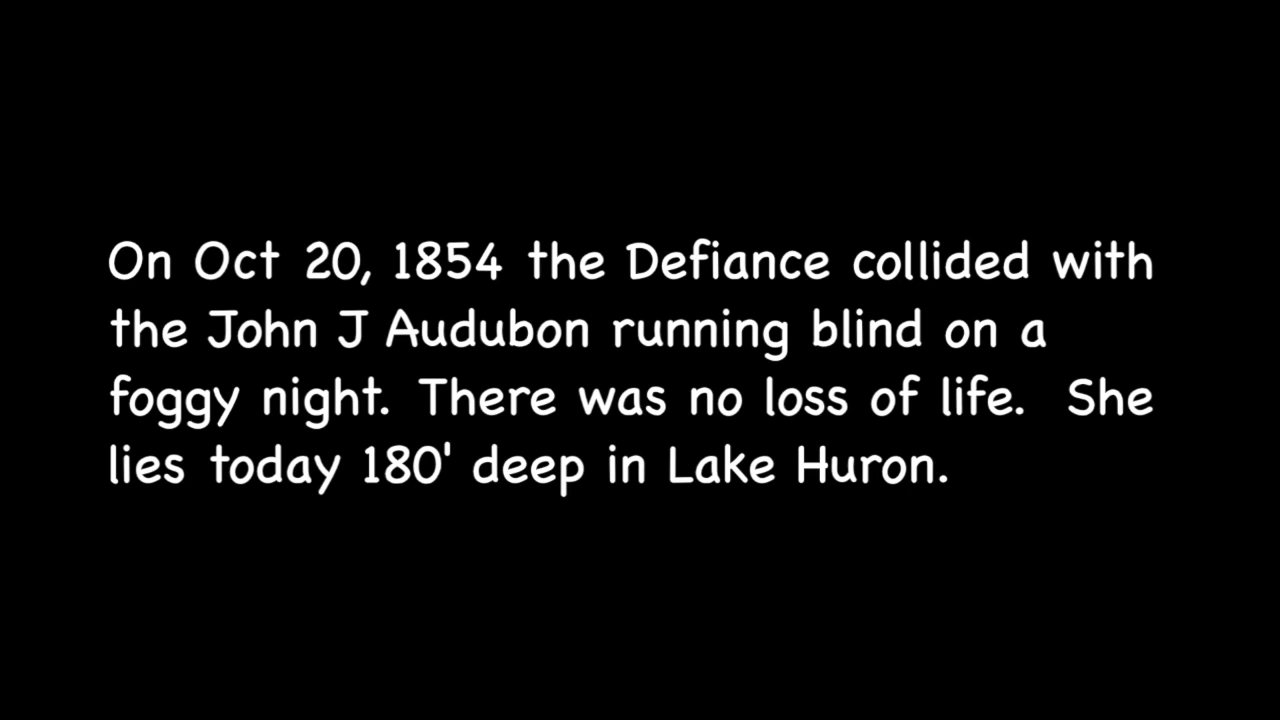 On Oct 20, 1854 the Defiance collided with
the John J Audubon running blind on a
foggy night. There was no loss of life.  She
lies today 180' deep in Lake Huron.